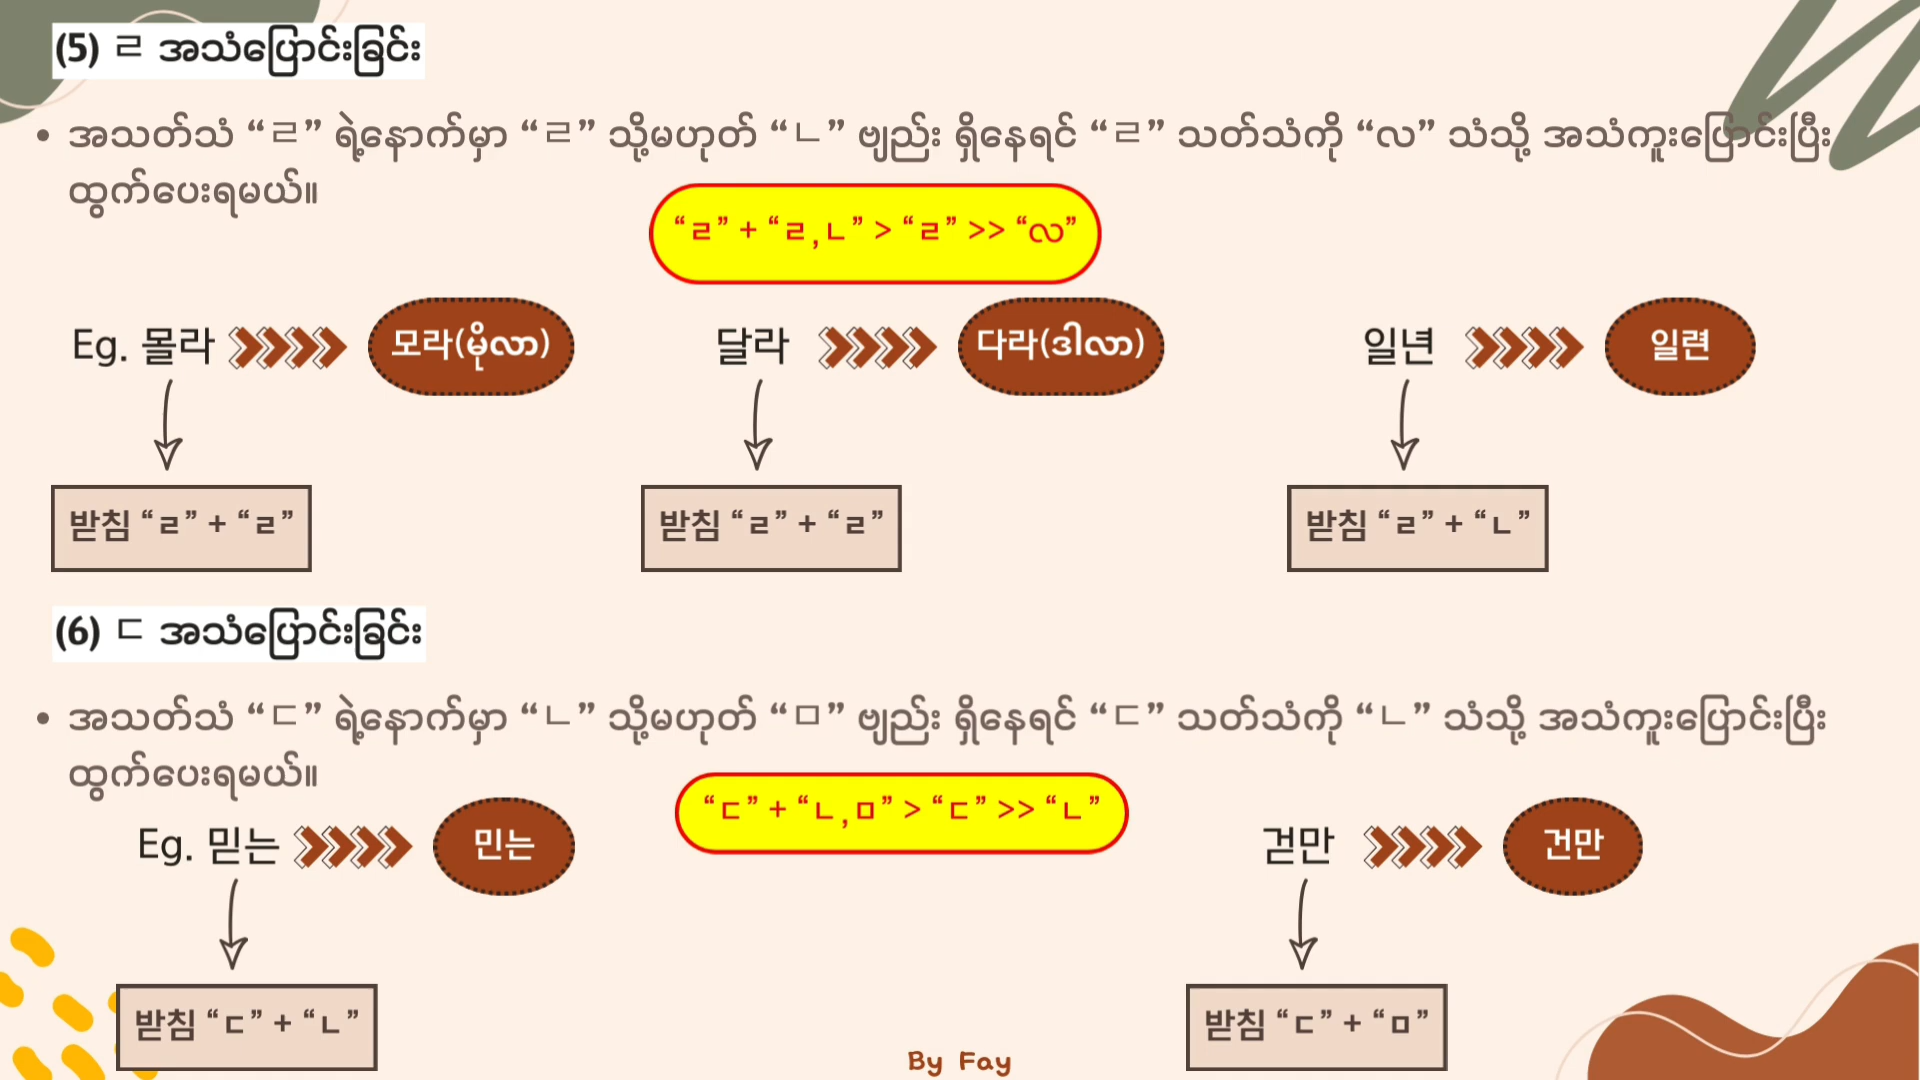 (5) ㄹ အသံပြောင်းခြင်း
• အသတ်သံ “ㄹ” ရဲ့နောက်မှာ “ㄹ” သို့မဟုတ် “ㄴ” ဗျည်း ရှိနေရင် “ㄹ” သတ်သံကို “လ” သံသို့ အသံကူးပြောင်းပြီး
ထွက်ပေးရမယ်။
“ㄹ” + “ㄹ,ㄴ” > “ㄹ” >> “လ”
Eg. 몰라 모라(မိုလာ) 달라 다라(ဒါလာ) 일년 일련
받침 “ㄹ” + “ㄹ” 받침 “ㄹ” + “ㄹ” 받침 “ㄹ” + “ㄴ”
(6) ㄷ အသံပြောင်းခြင်း
• အသတ်သံ “ㄷ” ရဲ့နောက်မှာ “ㄴ” သို့မဟုတ် “ㅁ” ဗျည်း ရှိနေရင် “ㄷ” သတ်သံကို “ㄴ” သံသို့ အသံကူးပြောင်းပြီး
ထွက်ပေးရမယ်။
“ㄷ” + “ㄴ,ㅁ” > “ㄷ” >> “ㄴ”
Eg. 믿는 민는 걷만 건만
받침 “ㄷ” + “ㄴ” 받침 “ㄷ” + “ㅁ”
By Fay